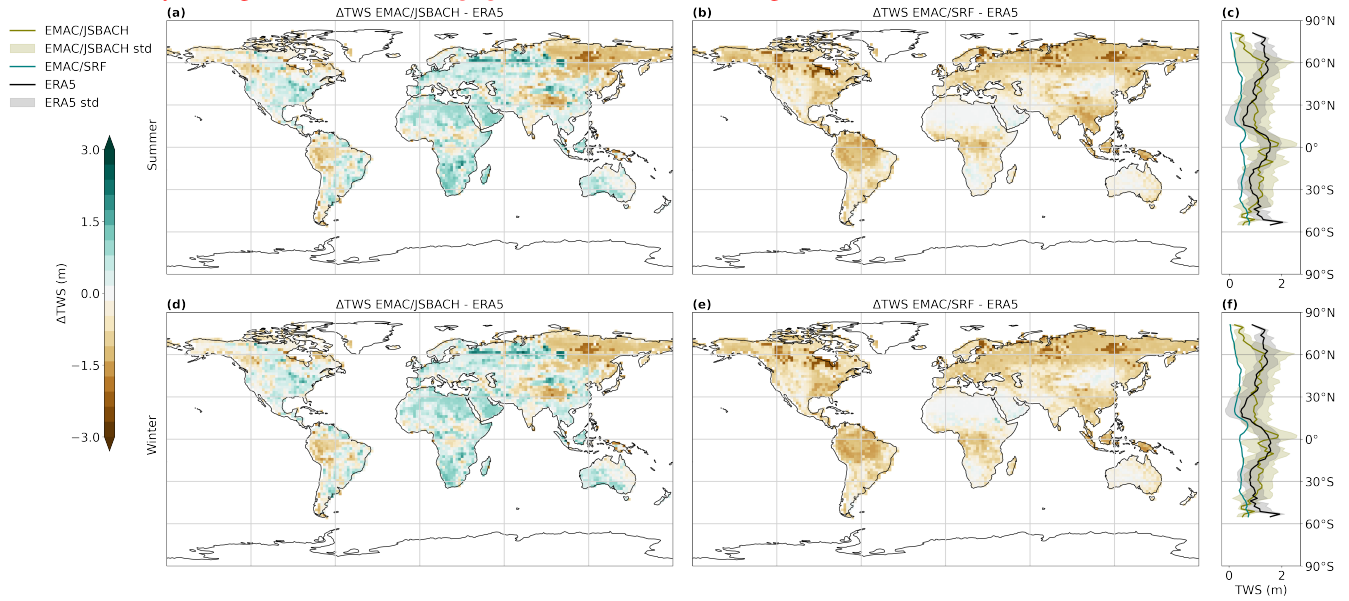 (a) ΔTWS EMAC/JSBACH - ERA5
(b) ΔTWS EMAC/SRF - ERA5
(c)
EMAC/JSBACH
EMAC/JSBACH std
EMAC/SRF
ERA5
ERA5 std
90°N
60°N
30°N
0°
30°S
60°S
90°S
0 2
Summer
3.0
1.5
0.0
−1.5
−3.0
ΔTWS (m)
(d) ΔTWS EMAC/JSBACH - ERA5
(e) ΔTWS EMAC/SRF - ERA5
(f)
90°N
60°N
30°N
0°
30°S
60°S
90°S
0 2
TWS (m)
Winter